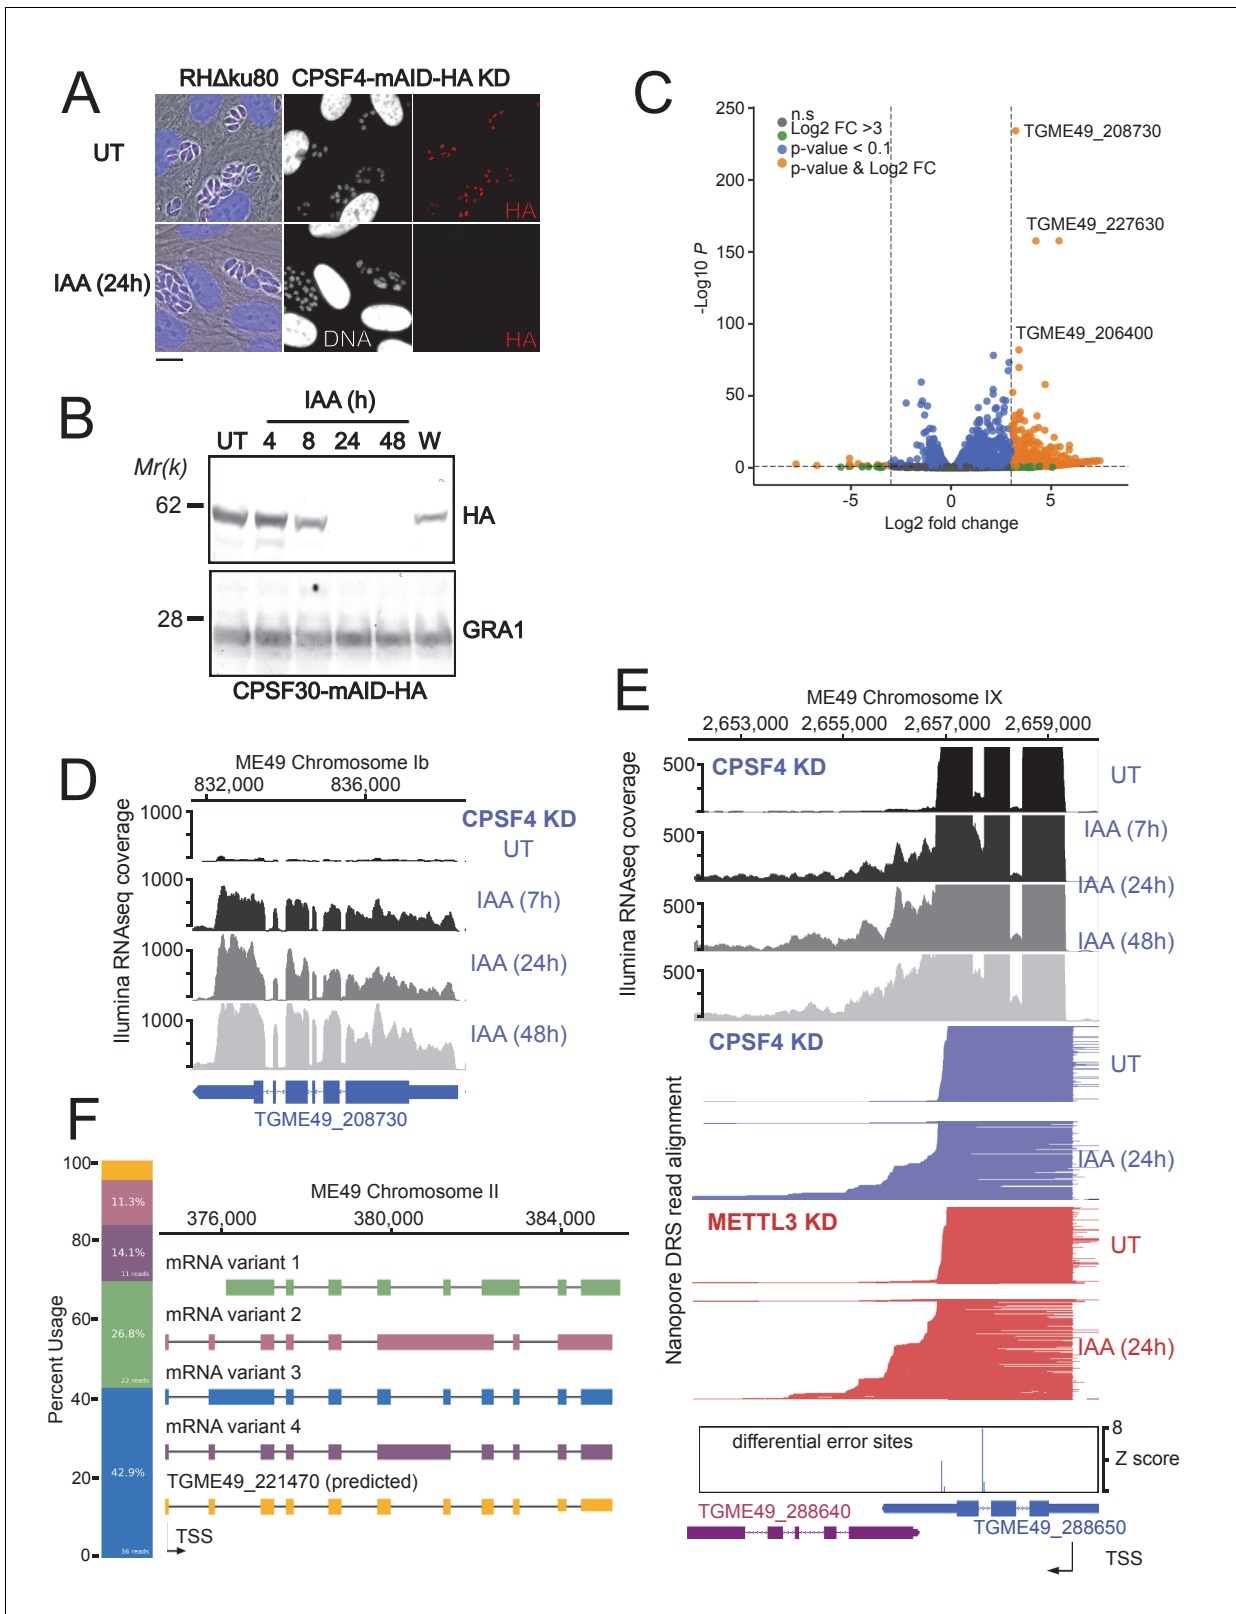 A
RHΔku80 CPSF4-mAID-HA KD
UT
HA
IAA (24h)
DNA
HA
B
IAA (h)
UT 4 8 24 48 W
Mr(k)
62
HA
28
GRA1
CPSF30-mAID-HA
C
250
200
150
100
50
0
-Log10 P
n.s
Log2 FC >3
p-value < 0.1
p-value & Log2 FC
TGME49_208730
TGME49_227630
TGME49_206400
-5 0 5
Log2 fold change
D
ME49 Chromosome Ib
832,000 836,000
Ilumina RNAseq coverage
1000
CPSF4 KD
UT
1000
IAA (7h)
1000
IAA (24h)
1000
IAA (48h)
TGME49_208730
E
ME49 Chromosome IX
2,653,000 2,655,000 2,657,000 2,659,000
Ilumina RNAseq coverage
500
CPSF4 KD
UT
500
IAA (7h)
IAA (24h)
500
IAA (48h)
500
Nanopore DRS read alignment
CPSF4 KD
UT
IAA (24h)
METTL3 KD
UT
IAA (24h)
differential error sites
8
Z score
TGME49_288640
TGME49_288650
TSS
F
Percent Usage
100
80
60
40
20
0
11.3%
14.1%
11 reads
26.8%
22 reads
42.9%
36 reads
ME49 Chromosome II
376,000 380,000 384,000
mRNA variant 1
mRNA variant 2
mRNA variant 3
mRNA variant 4
TGME49_221470 (predicted)
TSS